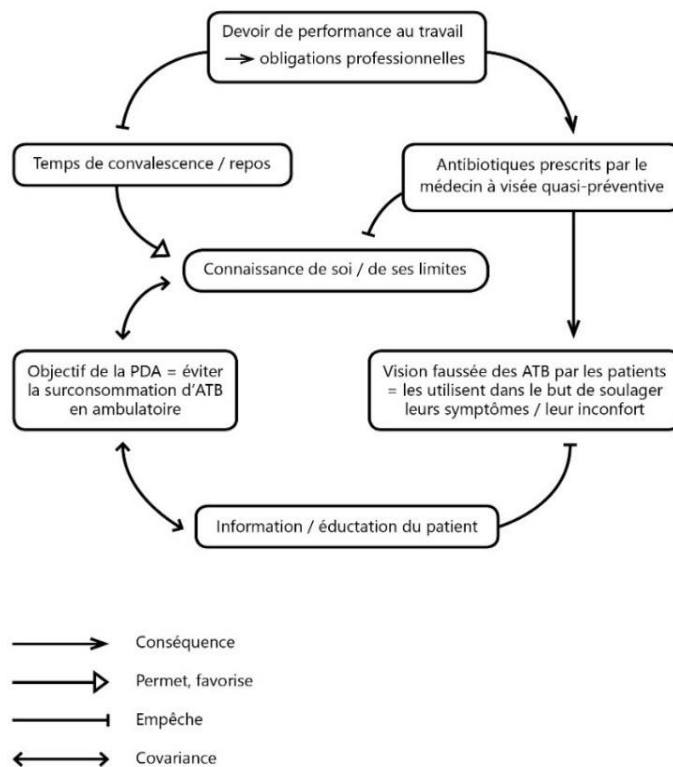 Devoir de performance au travail
→ obligations professionnelles
Temps de convalescence / repos
Antibiotiques prescrits par le
médecin à visée quasi-préventive
Connaissance de soi / de ses limites
Objectif de la PDA = éviter
la surconsommation d'ATB
en ambulatoire
Vision faussée des ATB par les patients
= les utilisent dans le but de soulager
leurs symptômes / leur inconfort
Information / éductation du patient
Conséquence
Permet, favorise
Empêche
Covariance